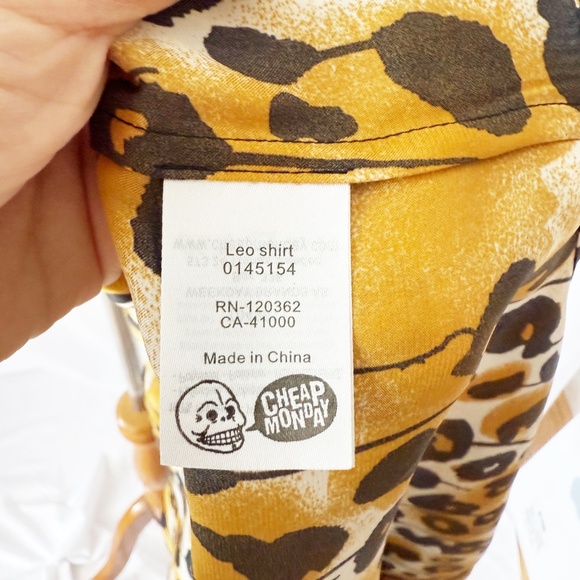 Leo shirt
0145154
RN-120362
CA-41000
Made in China
CHEAP
MONDAY